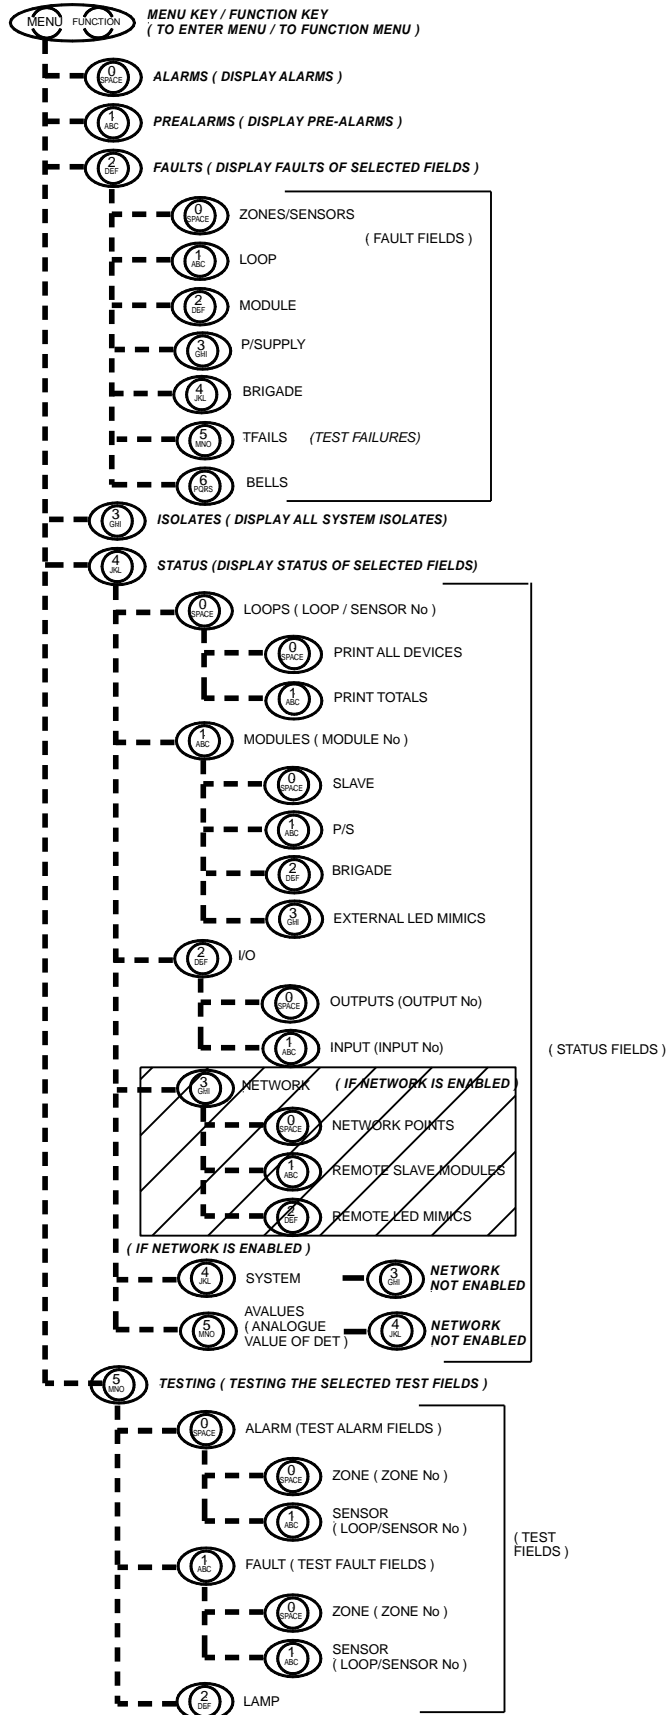 MENU FUNCTION MENU KEY / FUNCTION KEY
( TO ENTER MENU / TO FUNCTION MENU )
0 SPACE ALARMS ( DISPLAY ALARMS )
1 ABC PREALARMS ( DISPLAY PRE-ALARMS )
2 DEF FAULTS ( DISPLAY FAULTS OF SELECTED FIELDS )
0 SPACE ZONES/SENSORS
( FAULT FIELDS )
1 ABC LOOP
2 DEF MODULE
3 GHI P/SUPPLY
4 JKL BRIGADE
5 MNO TFAILS (TEST FAILURES)
6 PQRS BELLS
3 GHI ISOLATES ( DISPLAY ALL SYSTEM ISOLATES)
4 JKL STATUS (DISPLAY STATUS OF SELECTED FIELDS)
0 SPACE LOOPS ( LOOP / SENSOR No )
0 SPACE PRINT ALL DEVICES
1 ABC PRINT TOTALS
1 ABC MODULES ( MODULE No )
0 SPACE SLAVE
1 ABC P/S
2 DEF BRIGADE
3 GHI EXTERNAL LED MIMICS
2 DEF I/O
0 SPACE OUTPUTS (OUTPUT No)
1 ABC INPUT (INPUT No)
( STATUS FIELDS )
3 GHI NETWORK ( IF NETWORK IS ENABLED )
0 SPACE NETWORK POINTS
1 ABC REMOTE SLAVE MODULES
2 DEF REMOTE LED MIMICS
( IF NETWORK IS ENABLED )
4 JKL SYSTEM 3 GHI NETWORK
NOT ENABLED
5 MNO AVALUES
( ANALOGUE
VALUE OF DET ) 4 JKL NETWORK
NOT ENABLED
5 MNO TESTING ( TESTING THE SELECTED TEST FIELDS )
0 SPACE ALARM (TEST ALARM FIELDS )
0 SPACE ZONE ( ZONE No )
1 ABC SENSOR
( LOOP/SENSOR No )
( TEST
FIELDS )
1 ABC FAULT ( TEST FAULT FIELDS )
0 SPACE ZONE ( ZONE No )
1 ABC SENSOR
( LOOP/SENSOR No )
2 DEF LAMP